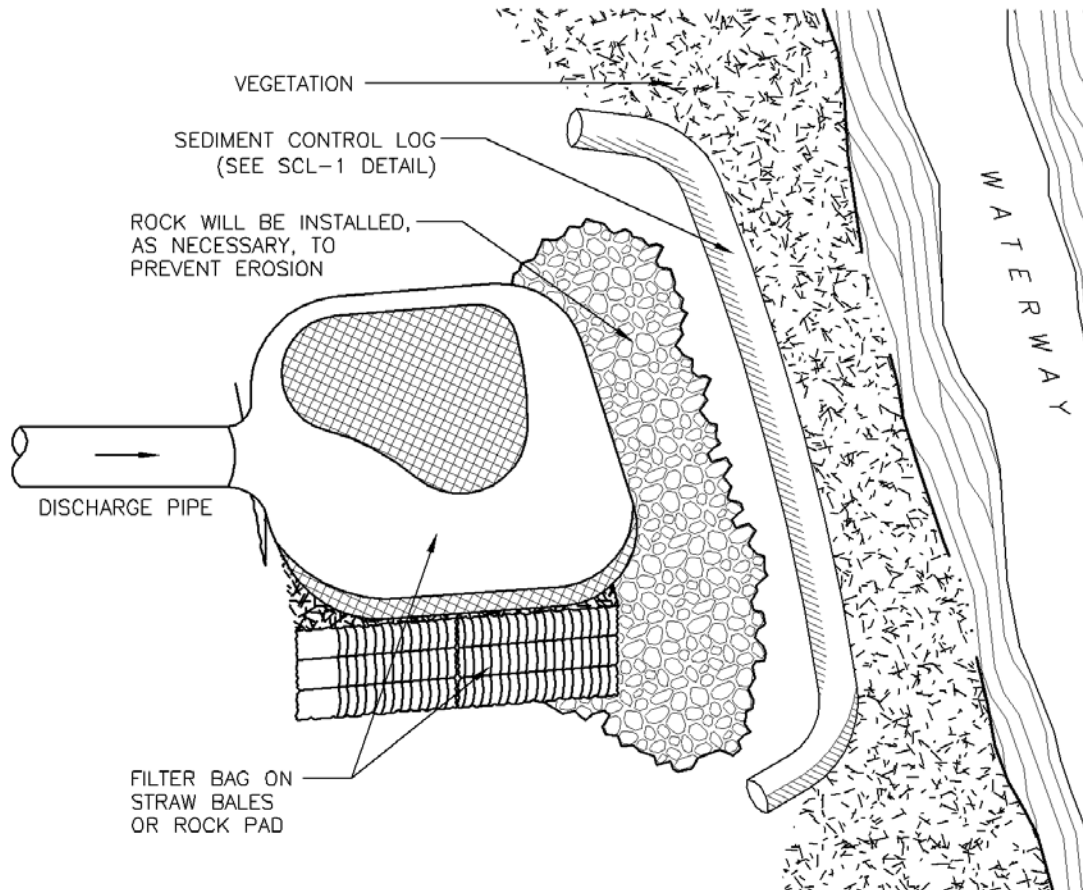 VEGETATION
SEDIMENT CONTROL LOG
(SEE SCL-1 DETAIL)
ROCK WILL BE INSTALLED,
AS NECESSARY, TO
PREVENT EROSION
WATERWAY
DISCHARGE PIPE
FILTER BAG ON
STRAW BALES
OR ROCK PAD